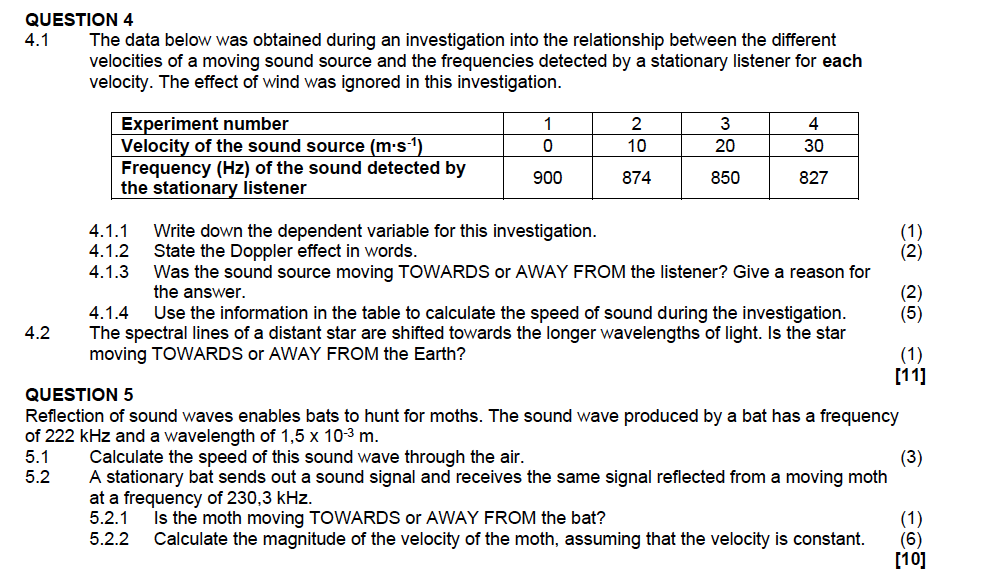 QUESTION 4
4.1 The data below was obtained during an investigation into the relationship between the different
velocities of a moving sound source and the frequencies detected by a stationary listener for each
velocity. The effect of wind was ignored in this investigation.
Experiment number 1 2 3 4
Velocity of the sound source (m·s-1) 0 10 20 30
Frequency (Hz) of the sound detected by
the stationary listener 900 874 850 827
4.1.1 Write down the dependent variable for this investigation. (1)
4.1.2 State the Doppler effect in words. (2)
4.1.3 Was the sound source moving TOWARDS or AWAY FROM the listener? Give a reason for
the answer. (2)
4.1.4 Use the information in the table to calculate the speed of sound during the investigation. (5)
4.2 The spectral lines of a distant star are shifted towards the longer wavelengths of light. Is the star
moving TOWARDS or AWAY FROM the Earth? (1)
[11]
QUESTION 5
Reflection of sound waves enables bats to hunt for moths. The sound wave produced by a bat has a frequency
of 222 kHz and a wavelength of 1,5 x 10-3 m.
5.1 Calculate the speed of this sound wave through the air. (3)
5.2 A stationary bat sends out a sound signal and receives the same signal reflected from a moving moth
at a frequency of 230,3 kHz.
5.2.1 Is the moth moving TOWARDS or AWAY FROM the bat? (1)
5.2.2 Calculate the magnitude of the velocity of the moth, assuming that the velocity is constant. (6)
[10]